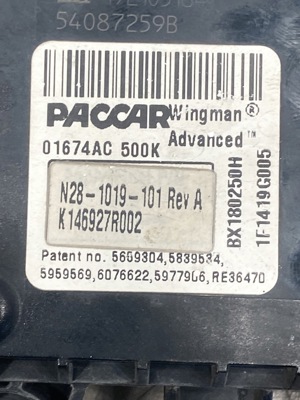 54087259B
PACCAR Wingman®
Advanced™
01674AC 500K
N28-1019-101 Rev A
K146927R002
BX180250H
1F1419G005
Patent no. 5609304,5839534,
5959569,6076622,5977906,RE36470